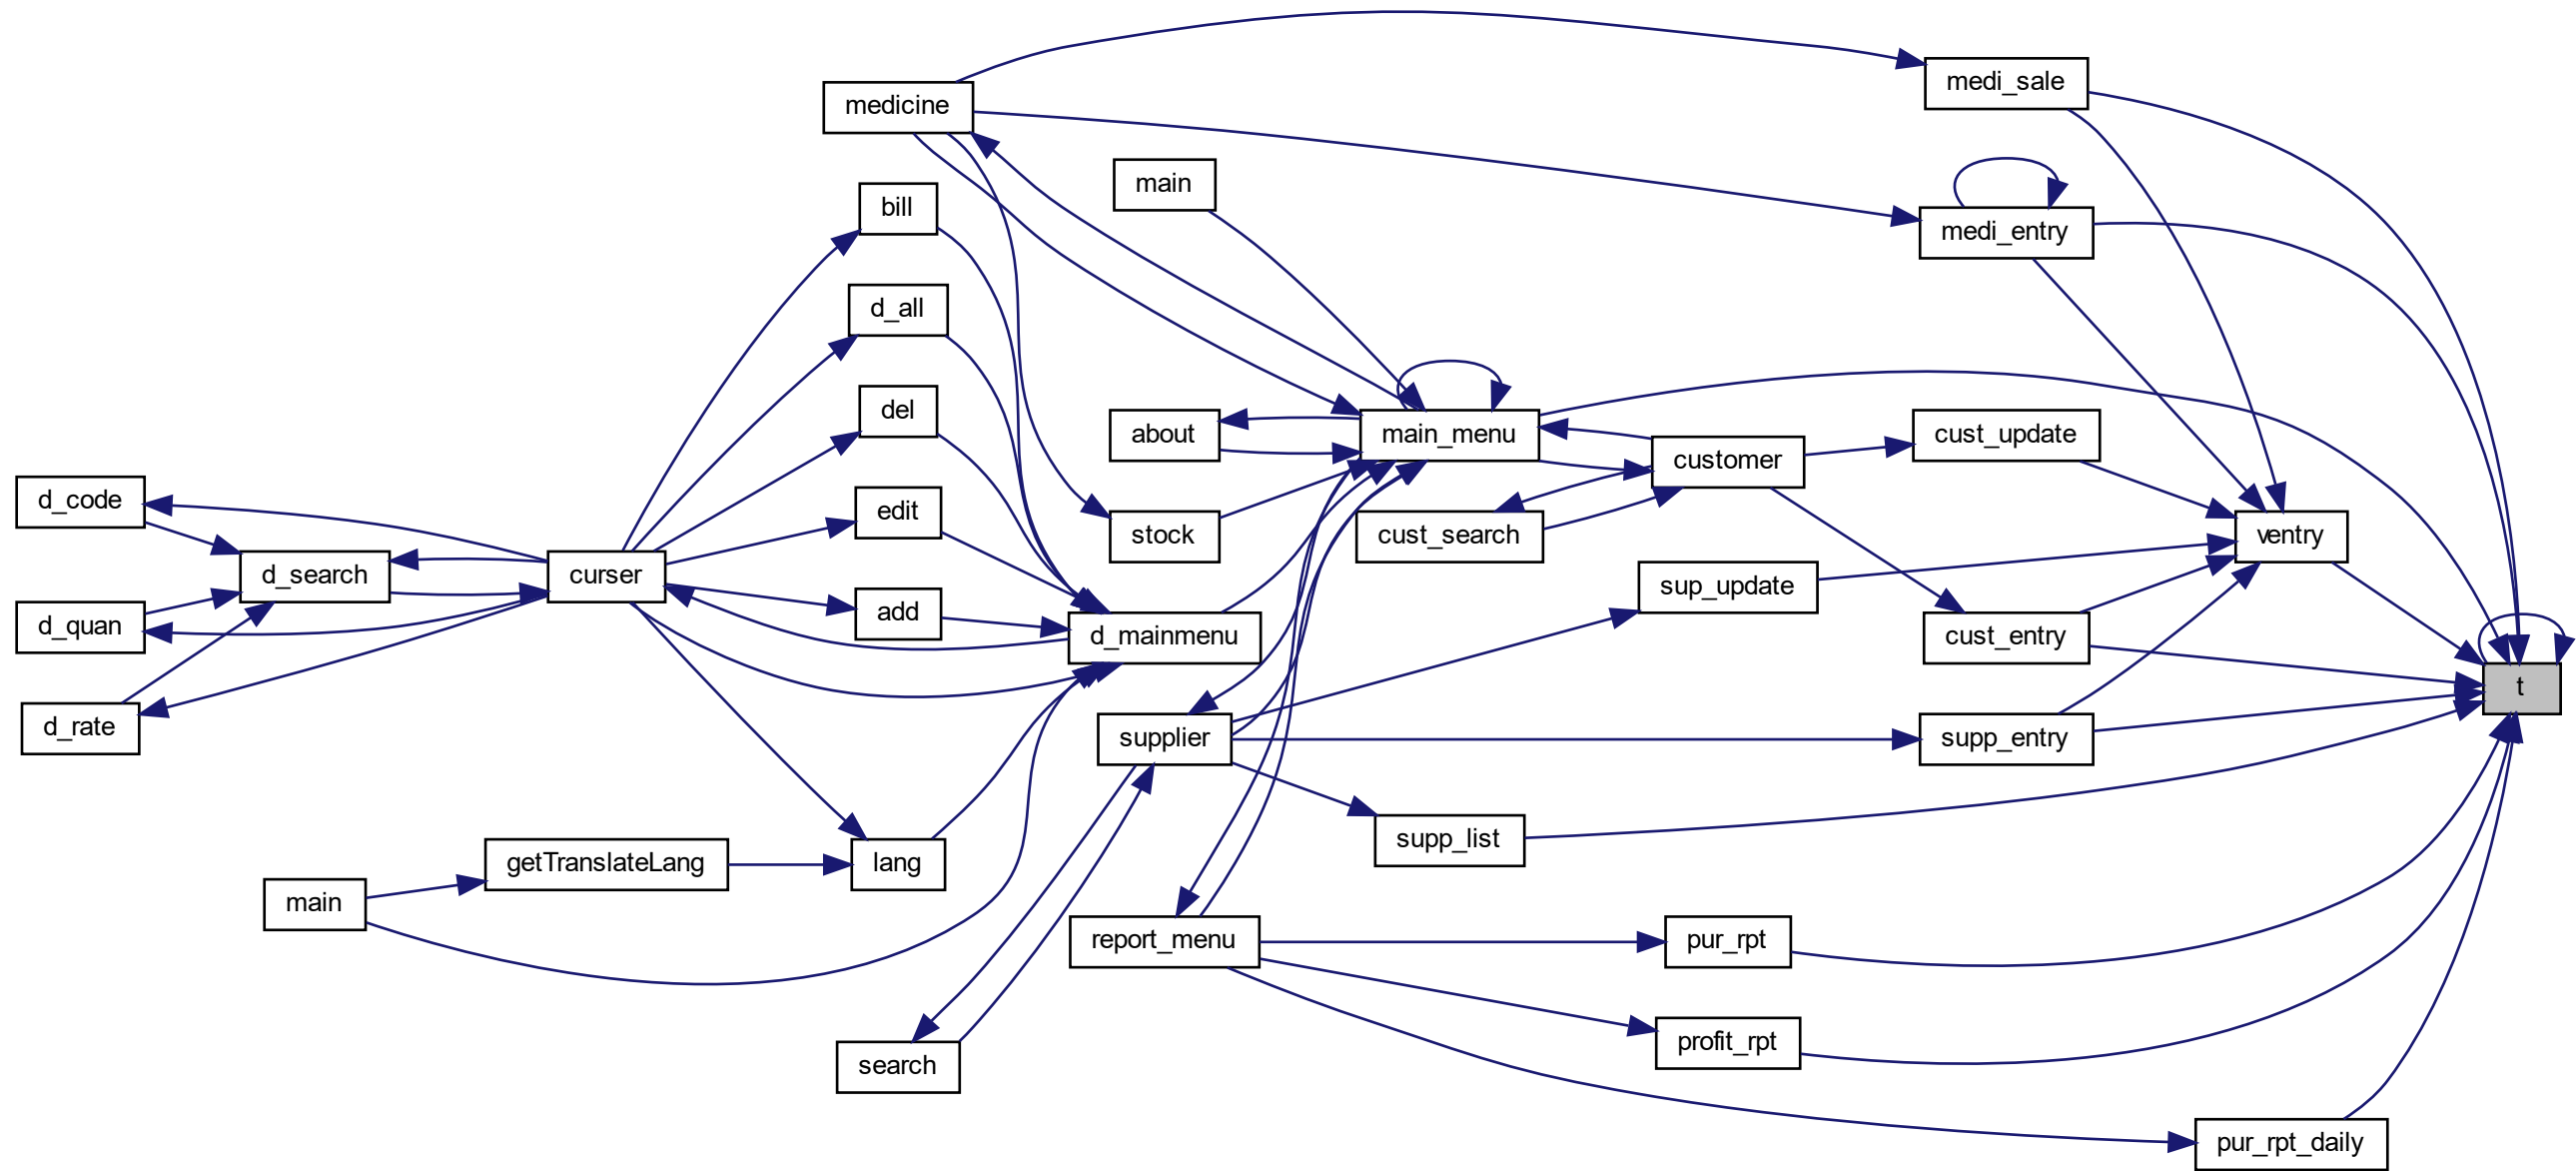 medi_sale
medicine
main
bill
medi_entry
d_all
del
about
main_menu
cust_update
customer
d_code
edit
stock
cust_search
ventry
d_search
curser
sup_update
d_quan
add
d_mainmenu
cust_entry
t
d_rate
supplier
supp_entry
supp_list
getTranslateLang
lang
main
report_menu
pur_rpt
profit_rpt
search
pur_rpt_daily